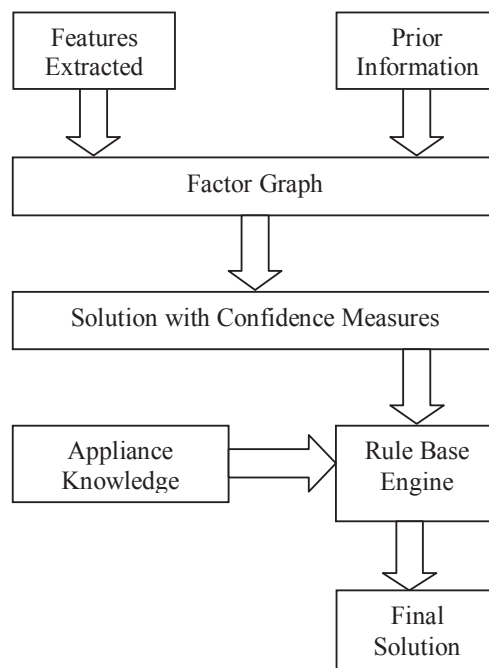 Features
Extracted
Prior
Information
Factor Graph
Solution with Confidence Measures
Appliance
Knowledge
Rule Base
Engine
Final
Solution